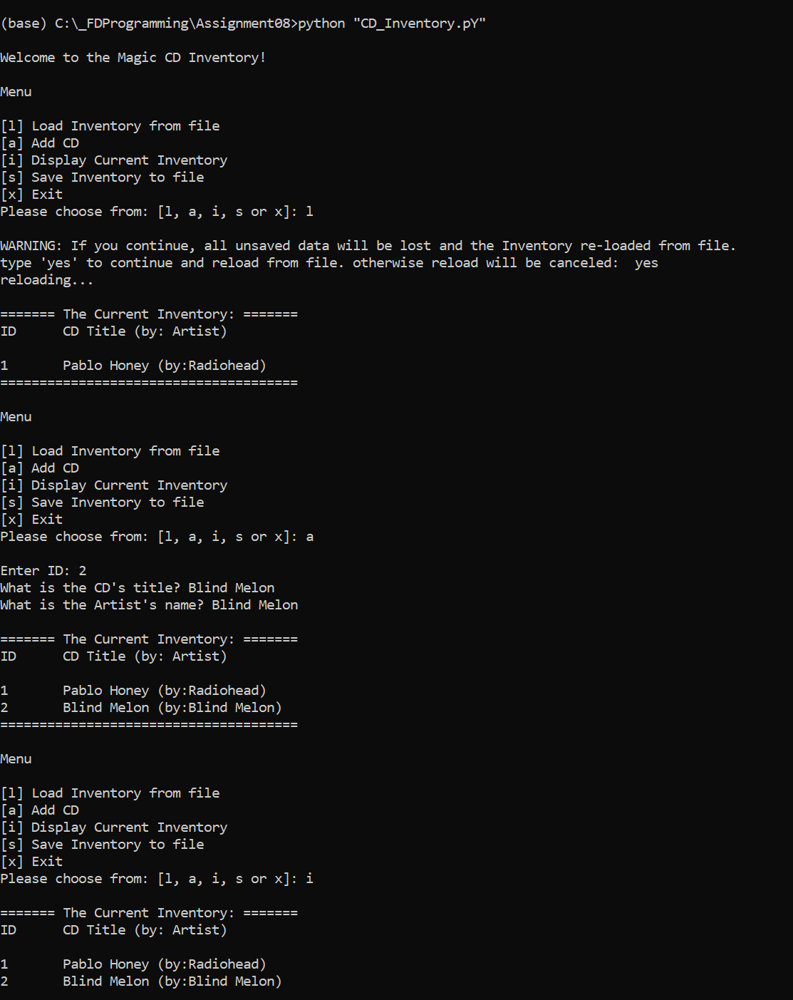 (base) C:\_FDProgramming\Assignment08>python "CD_Inventory.pY"
Welcome to the Magic CD Inventory!
Menu
[l] Load Inventory from file
[a] Add CD
[i] Display Current Inventory
[s] Save Inventory to file
[x] Exit
Please choose from: [l, a, i, s or x]: l
WARNING: If you continue, all unsaved data will be lost and the Inventory re-loaded from file.
type 'yes' to continue and reload from file. otherwise reload will be canceled:  yes
reloading...
======= The Current Inventory: =======
ID      CD Title (by: Artist)
1       Pablo Honey (by:Radiohead)
======================================
Menu
[l] Load Inventory from file
[a] Add CD
[i] Display Current Inventory
[s] Save Inventory to file
[x] Exit
Please choose from: [l, a, i, s or x]: a
Enter ID: 2
What is the CD's title? Blind Melon
What is the Artist's name? Blind Melon
======= The Current Inventory: =======
ID      CD Title (by: Artist)
1       Pablo Honey (by:Radiohead)
2       Blind Melon (by:Blind Melon)
======================================
Menu
[l] Load Inventory from file
[a] Add CD
[i] Display Current Inventory
[s] Save Inventory to file
[x] Exit
Please choose from: [l, a, i, s or x]: i
======= The Current Inventory: =======
ID      CD Title (by: Artist)
1       Pablo Honey (by:Radiohead)
2       Blind Melon (by:Blind Melon)